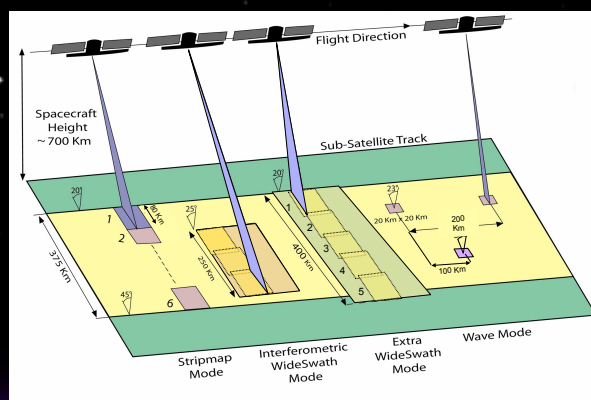 Flight Direction
Spacecraft
Height
~700 Km
Sub-Satellite Track
20°
1
80 Km
2
25°
20°
1
2
3
4
5
23°
20 Km x 20 Km
200
Km
100 Km
375 Km
250 Km
400 Km
45°
6
Stripmap
Mode
Interferometric
WideSwath
Mode
Extra
WideSwath
Mode
Wave Mode